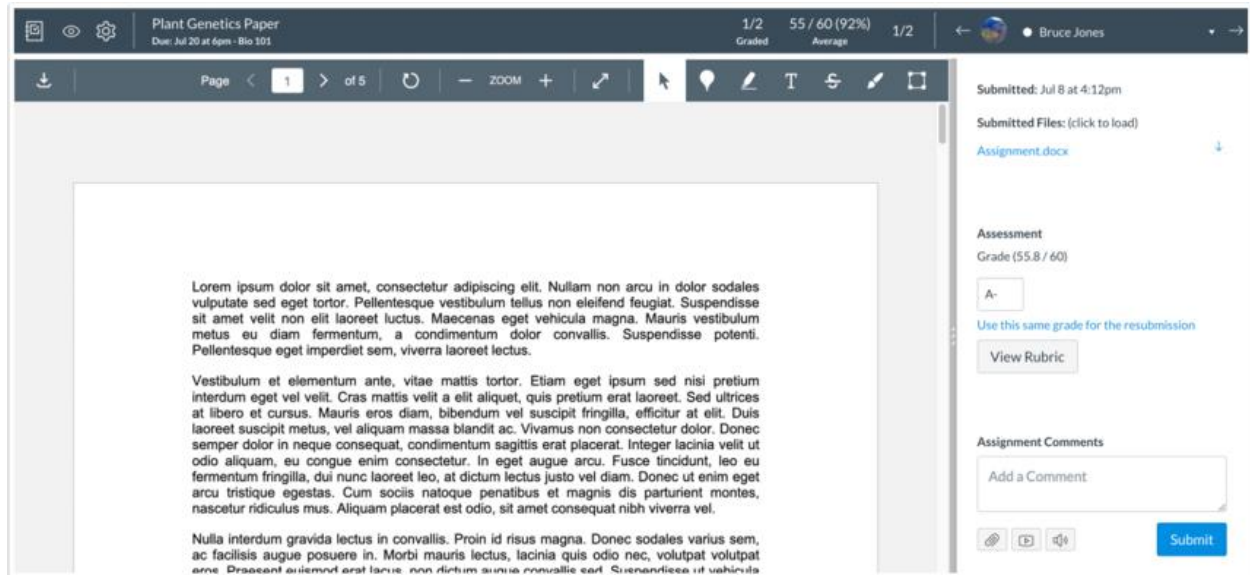 Plant Genetics Paper
Due: Jul 20 at 6pm - Bio 101
1/2
Graded
55 / 60 (92%)
Average
1/2
Bruce Jones
Page 1 of 5
ZOOM
T
S
Submitted: Jul 8 at 4:12pm
Submitted Files: (click to load)
Assignment.docx
Assessment
Grade (55.8 / 60)
A-
Use this same grade for the resubmission
View Rubric
Assignment Comments
Add a Comment
Submit
Lorem ipsum dolor sit amet, consectetur adipiscing elit. Nullam non arcu in dolor sodales
vulputate sed eget tortor. Pellentesque vestibulum tellus non eleifend feugiat. Suspendisse
sit amet velit non elit laoreet luctus. Maecenas eget vehicula magna. Mauris vestibulum
metus eu diam fermentum, a condimentum dolor convallis. Suspendisse potenti.
Pellentesque eget imperdiet sem, viverra laoreet lectus.
Vestibulum et elementum ante, vitae mattis tortor. Etiam eget ipsum sed nisi pretium
interdum eget vel velit. Cras mattis velit a elit aliquet, quis pretium erat laoreet. Sed ultrices
at libero et cursus. Mauris eros diam, bibendum vel suscipit fringilla, efficitur at elit. Duis
laoreet suscipit metus, vel aliquam massa blandit ac. Vivamus non consectetur dolor. Donec
semper dolor in neque consequat, condimentum sagittis erat placerat. Integer lacinia velit ut
odio aliquam, eu congue enim consectetur. In eget augue arcu. Fusce tincidunt, leo eu
fermentum fringilla, dui nunc laoreet leo, at dictum lectus justo vel diam. Donec ut enim eget
arcu tristique egestas. Cum sociis natoque penatibus et magnis dis parturient montes,
nascetur ridiculus mus. Aliquam placerat est odio, sit amet consequat nibh viverra vel.
Nulla interdum gravida lectus in convallis. Proin id risus magna. Donec sodales varius sem,
ac facilisis augue posuere in. Morbi mauris lectus, lacinia quis odio nec, volutpat volutpat
eros. Praesent euismod erat lacus, non dictum augue convallis sed. Suspendisse ut vehicula